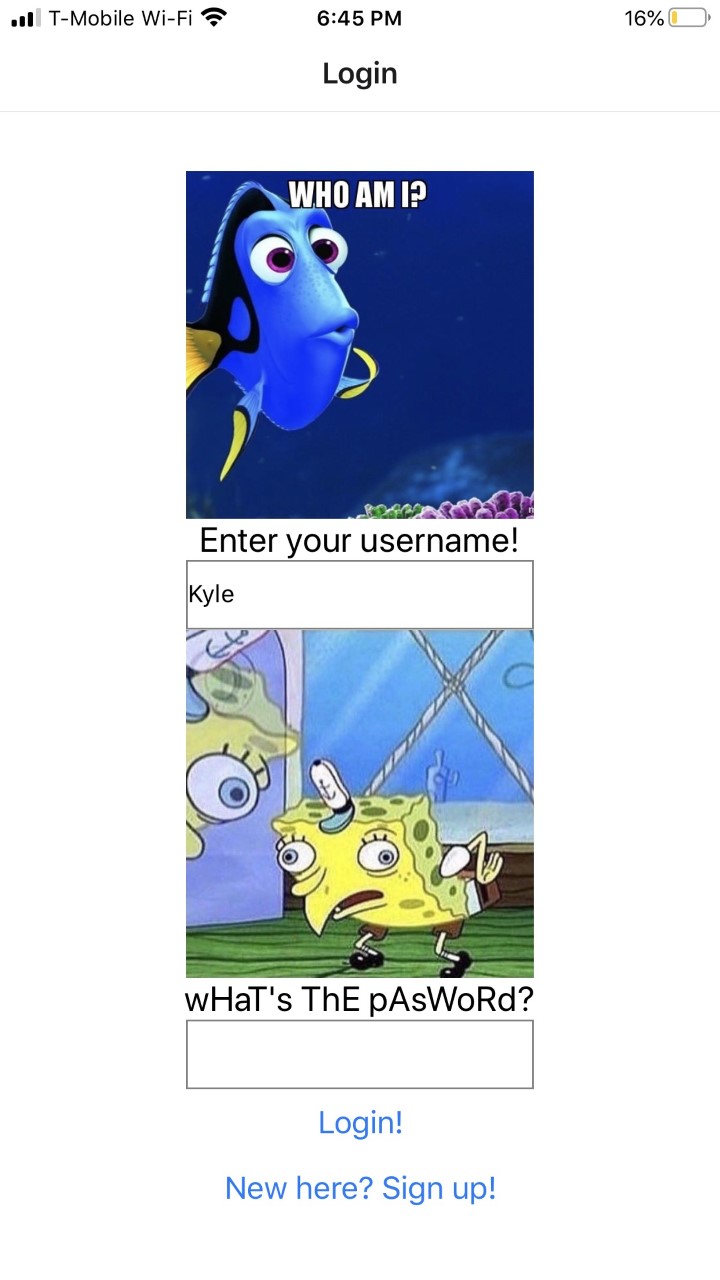 T-Mobile Wi-Fi 6:45 PM 16%
Login
WHO AM I?
Enter your username!
Kyle
wHaT's ThE pAsWoRd?
Login!
New here? Sign up!